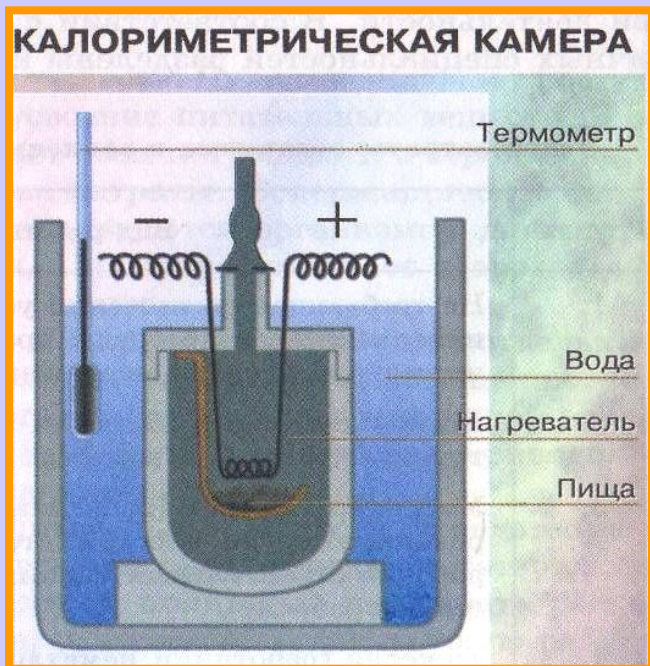 КАЛОРИМЕТРИЧЕСКАЯ КАМЕРА
Термометр
− +
Вода
Нагреватель
Пища